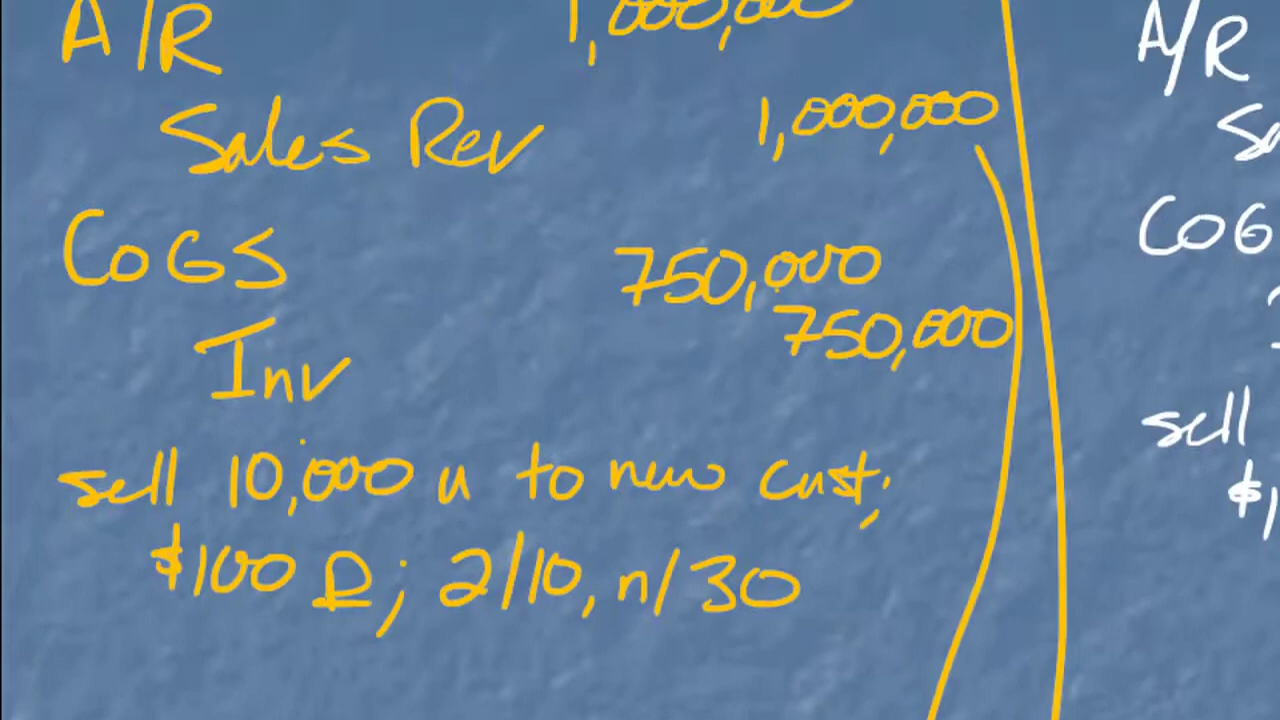 A/R 1,000,000
Sales Rev 1,000,000
COGS 750,000
Inv 750,000
sell 10,000 u to new cust;
$100 ; 2/10, n/30
A/R
COG
sell